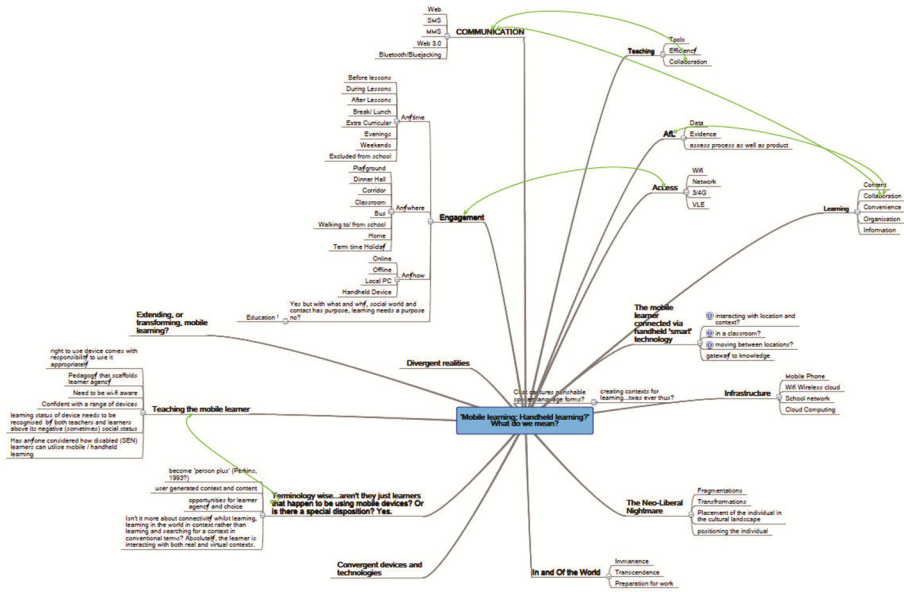 Web
SMS
MMS
Web 3.0
Bluetooth/Bluejacking
COMMUNICATION
Before lessons
During Lessons
After Lessons
Break/ Lunch
Extra Curricular
Evenings
Weekends
Excluded from school
Anytime
Playground
Dinner Hall
Corridor
Classroom
Bus
Walking to/ from school
Home
Term time Holiday
Anywhere
Online
Offline
Local PC
Handheld Device
Anyhow
Engagement
Education
Yes but with what and why, social world and
contact has purpose, learning needs a purpose
no?
Extending, or
transforming, mobile
learning?
Divergent realities
right to use device comes with
responsibility to use it
appropriately
Pedagogy that scaffolds
learner agency
Need to be wi-fi aware
Confident with a range of devices
learning status of device needs to be
recognised by both teachers and learners
above its negative (sometimes) social status
Has anyone considered how disabled (SEN)
learners can utilise mobile / handheld
learning
Teaching the mobile learner
become 'person plus' (Perkins,
1993?)
user generated context and content
opportunities for learner
agency and choice
Isn't it more about connectivity whilst learning,
learning in the world in context rather than
learning and searching for a context in
conventional terms? Absolutely, the learner is
interacting with both real and virtual contexts.
Terminology wise...aren't they just learners
that happen to be using mobile devices? Or
is there a special disposition? Yes.
Convergent devices and
technologies
'Mobile learning; Handheld learning?'
What do we mean?
Teaching
Tools
Efficiency
Collaboration
AfL
Data
Evidence
assess process as well as product
Access
Wifi
Network
3/4G
VLE
Learning
Content
Collaboration
Convenience
Organisation
Information
The mobile
learner
connected via
handheld 'smart'
technology
interacting with location and
context?
in a classroom?
moving between locations?
gateway to knowledge
captures punishable
language forms?
creating contexts for
learning...twas ever thus?
Infrastructure
Mobile Phone
Wifi Wireless cloud
School network
Cloud Computing
The Neo-Liberal
Nightmare
Fragmentations
Transfromations
Placement of the individual in
the cultural landscape
positioning the individual
In and Of the World
Immanence
Transcendence
Preparation for work